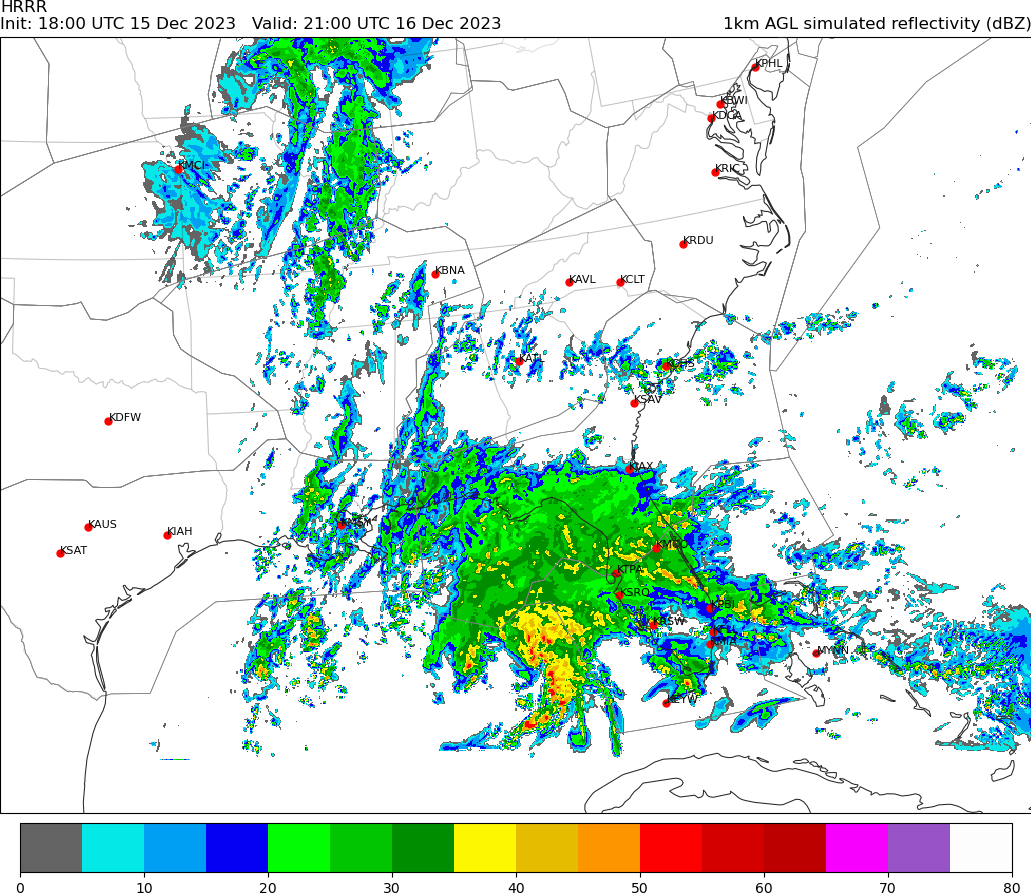 HRRR
Init: 18:00 UTC 15 Dec 2023 Valid: 21:00 UTC 16 Dec 2023 1km AGL simulated reflectivity (dBZ)
KPHL
KBWI
KDCA
KMCI
KRIC
KRDU
KBNA
KAVL KCLT
KATL
KCHS
KSAV
KDFW
KJAX
KMSY
KAUS
KIAH
KMCO
KSAT
KTPA
KSRQ
KPBI
KRSW
MYNN
KEYW
0 10 20 30 40 50 60 70 80